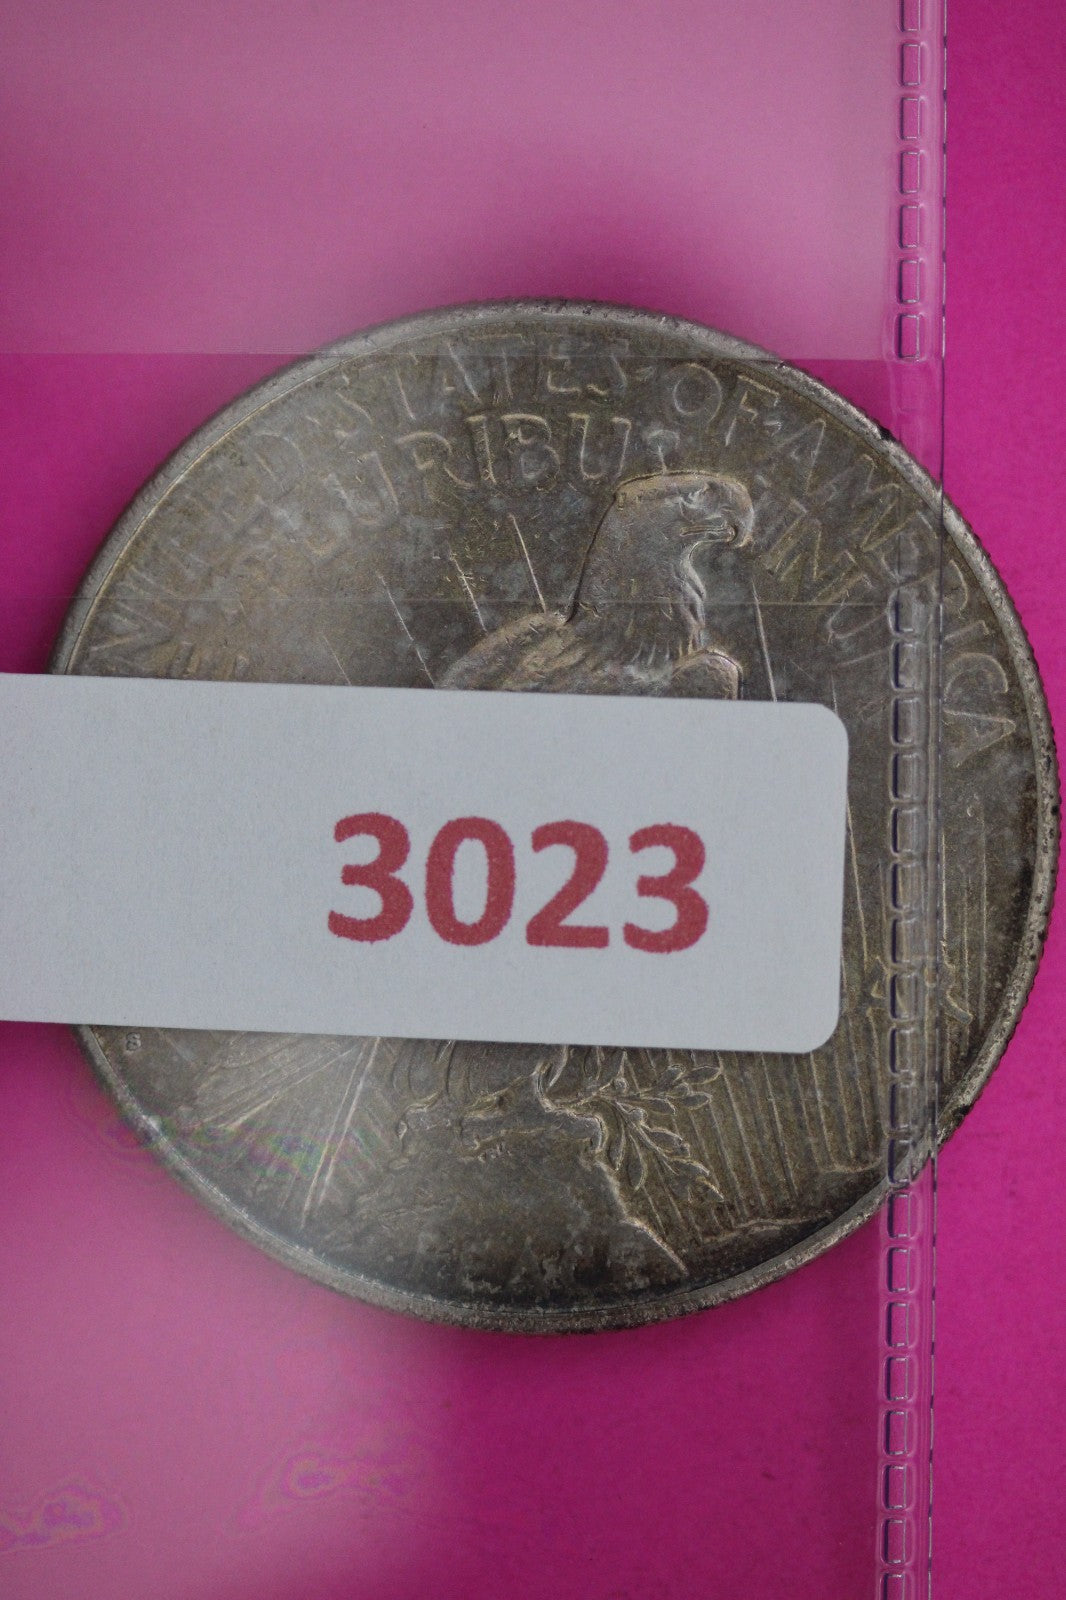 UNITED STATES OF AMERICA
E PLURIBUS UNUM
3023
S